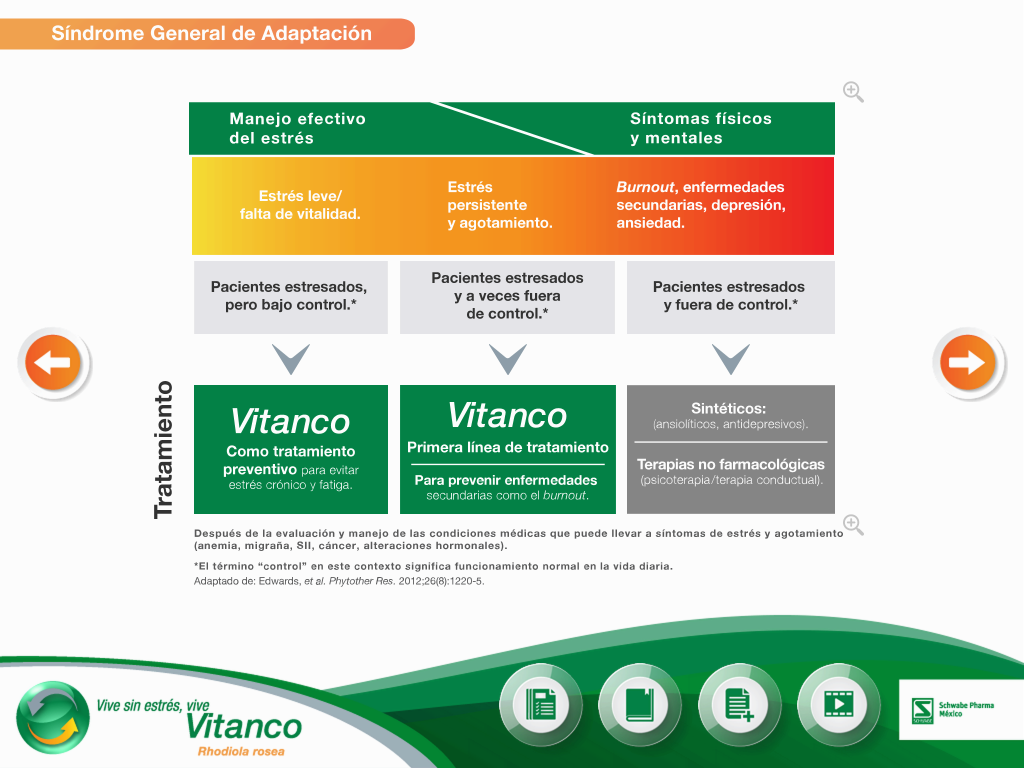 Síndrome General de Adaptación
Manejo efectivo
del estrés
Síntomas físicos
y mentales
Estrés leve/
falta de vitalidad.
Estrés
persistente
y agotamiento.
Burnout, enfermedades
secundarias, depresión,
ansiedad.
Pacientes estresados,
pero bajo control.*
Pacientes estresados
y a veces fuera
de control.*
Pacientes estresados
y fuera de control.*
Tratamiento
Vitanco
Como tratamiento
preventivo para evitar
estrés crónico y fatiga.
Vitanco
Primera línea de tratamiento
Para prevenir enfermedades
secundarias como el burnout.
Sintéticos:
(ansiolíticos, antidepresivos).
Terapias no farmacológicas
(psicoterapia/terapia conductual).
Después de la evaluación y manejo de las condiciones médicas que puede llevar a síntomas de estrés y agotamiento
(anemia, migraña, SII, cáncer, alteraciones hormonales).
*El término “control” en este contexto significa funcionamiento normal en la vida diaria.
Adaptado de: Edwards, et al. Phytother Res. 2012;26(8):1220-5.
Vive sin estrés, vive
Vitanco
Rhodiola rosea
Schwabe Pharma
México